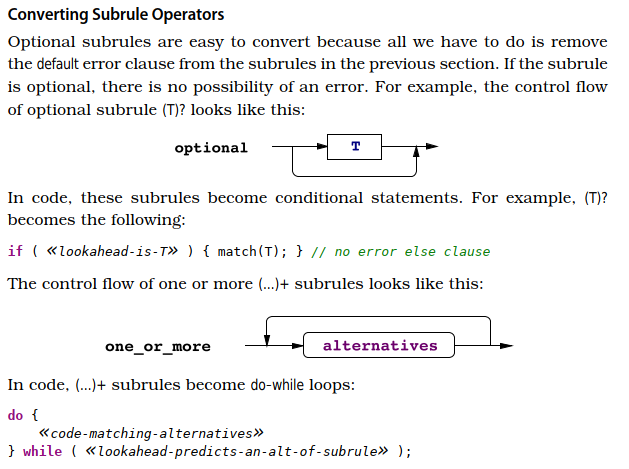 Converting Subrule Operators
Optional subrules are easy to convert because all we have to do is remove
the default error clause from the subrules in the previous section. If the subrule
is optional, there is no possibility of an error. For example, the control flow
of optional subrule (T)? looks like this:
optional T
In code, these subrules become conditional statements. For example, (T)?
becomes the following:
if ( «lookahead-is-T» ) { match(T); } // no error else clause
The control flow of one or more (...)+ subrules looks like this:
one_or_more alternatives
In code, (...)+ subrules become do-while loops:
do {
«code-matching-alternatives»
} while ( «lookahead-predicts-an-alt-of-subrule» );